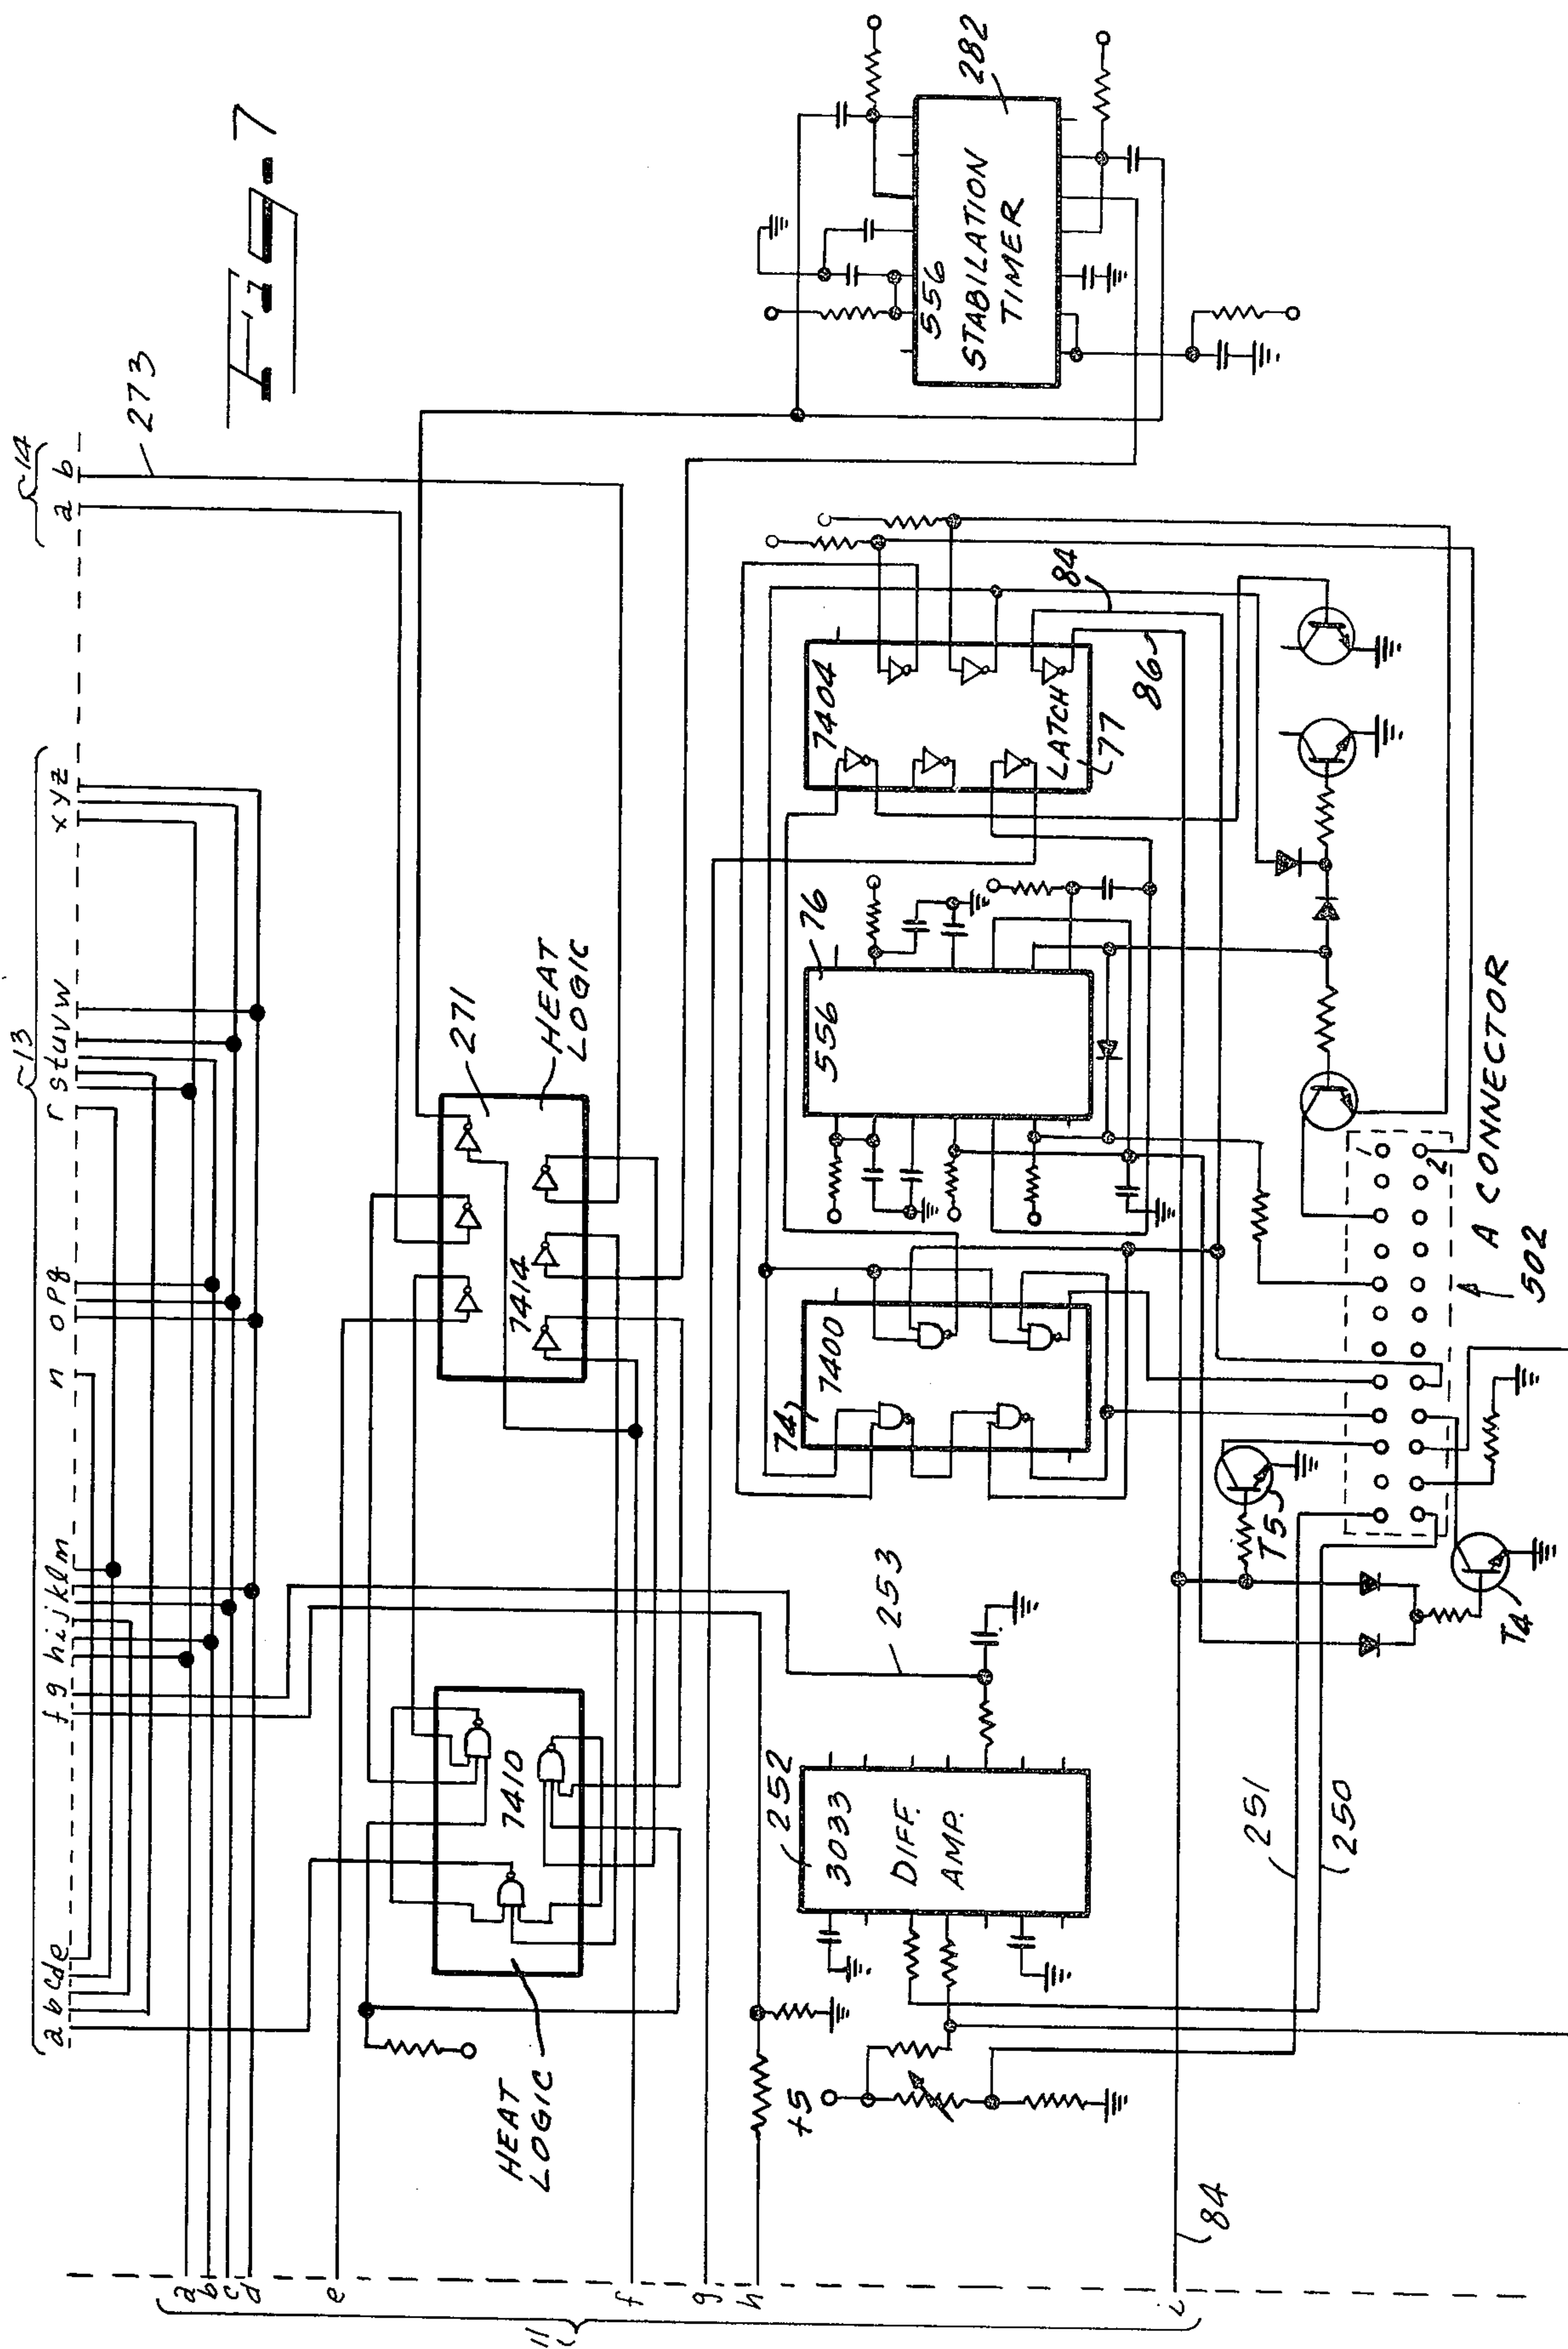 Fig-7
13
a b c d e f g h i j k l m n o p q r s t u v w x y z
14
a b
273
11
a
b
c
d
e
f
g
h
i
HEAT
LOGIC
7410
7414
271
HEAT
LOGIC
556
STABILATION
TIMER
282
+5
252
3033
DIFF.
AMP.
253
74
7400
556
76
7404
LATCH
77
84
86
84
251
250
T5
T4
1
2
A CONNECTOR
502